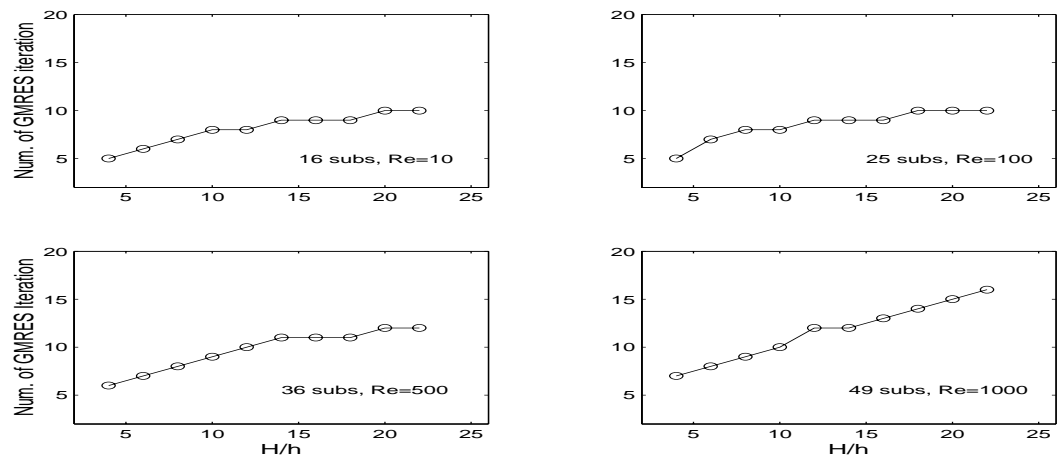 Num. of GMRES iteration
20
15
10
5
16 subs, Re=10
5 10 15 20 25
20
15
10
5
25 subs, Re=100
5 10 15 20 25
Num. of GMRES Iteration
20
15
10
5
36 subs, Re=500
5 10 15 20 25
H/h
20
15
10
5
49 subs, Re=1000
5 10 15 20 25
H/h